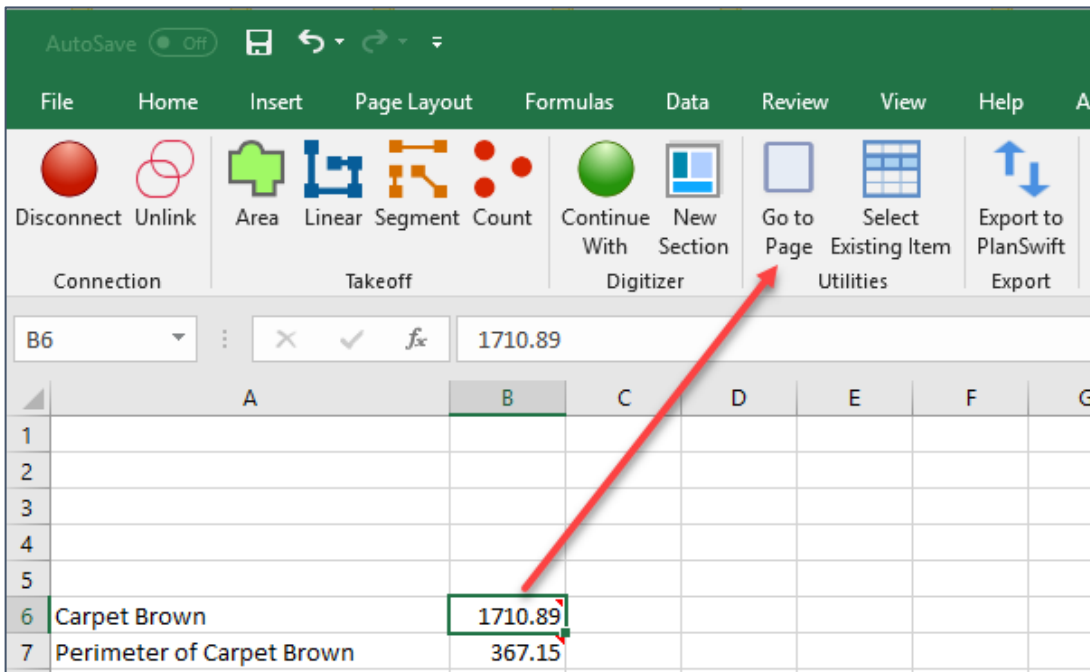 AutoSave Off
File Home Insert Page Layout Formulas Data Review View Help A
Disconnect Unlink Area Linear Segment Count Continue With New Section Go to Page Select Existing Item Export to PlanSwift
Connection Takeoff Digitizer Utilities Export
B6 fx 1710.89
A B C D E F G
1
2
3
4
5
6 Carpet Brown 1710.89
7 Perimeter of Carpet Brown 367.15